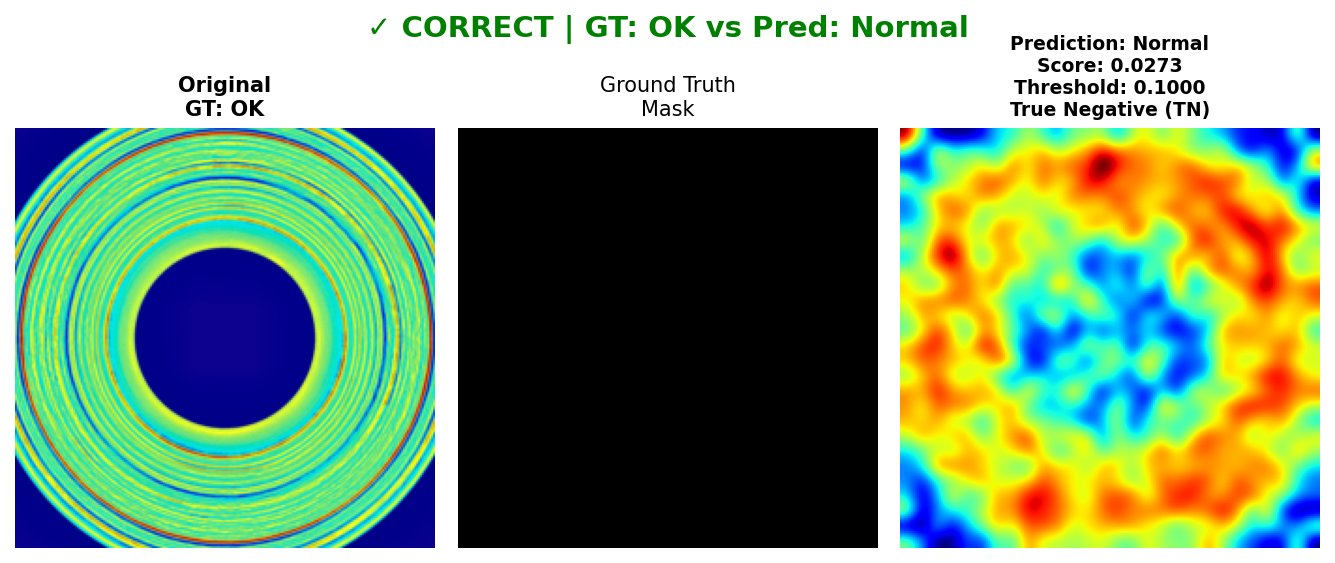 ✓ CORRECT | GT: OK vs Pred: Normal
Original
GT: OK
Ground Truth
Mask
Prediction: Normal
Score: 0.0273
Threshold: 0.1000
True Negative (TN)